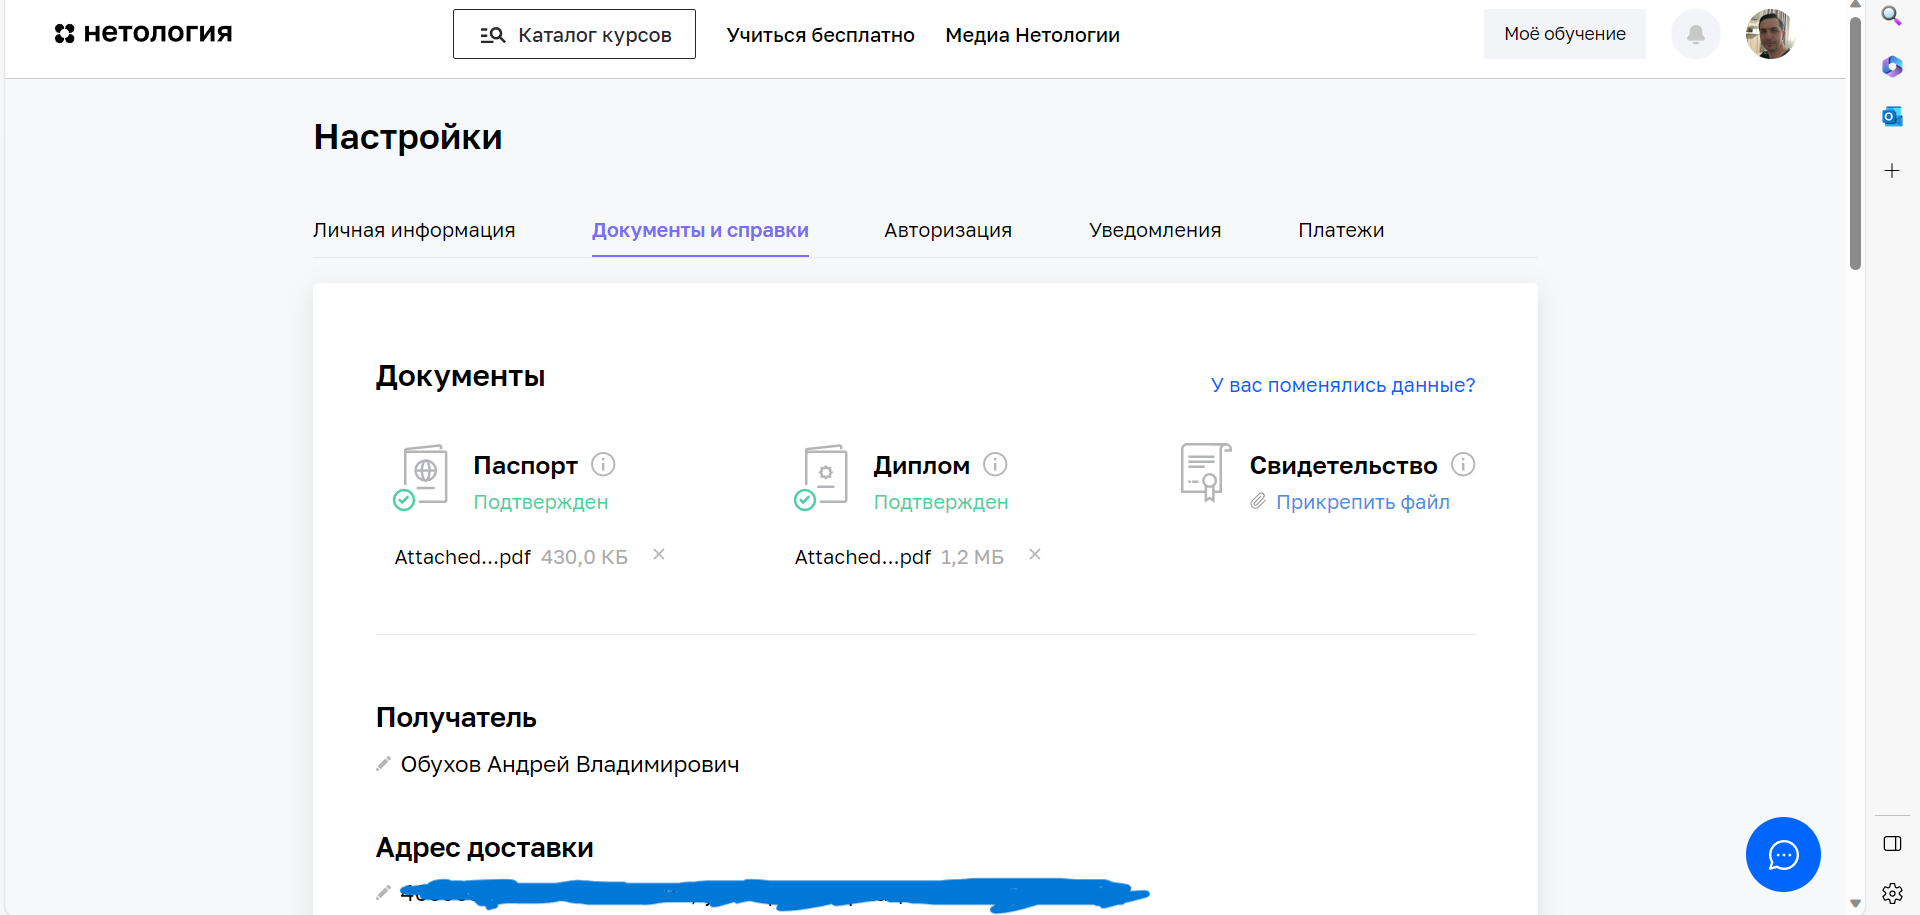 нетология
Каталог курсов
Учиться бесплатно
Медиа Нетологии
Моё обучение
Настройки
Личная информация
Документы и справки
Авторизация
Уведомления
Платежи
Документы
У вас поменялись данные?
Паспорт
Подтвержден
Attached...pdf 430,0 КБ
Диплом
Подтвержден
Attached...pdf 1,2 МБ
Свидетельство
Прикрепить файл
Получатель
Обухов Андрей Владимирович
Адрес доставки